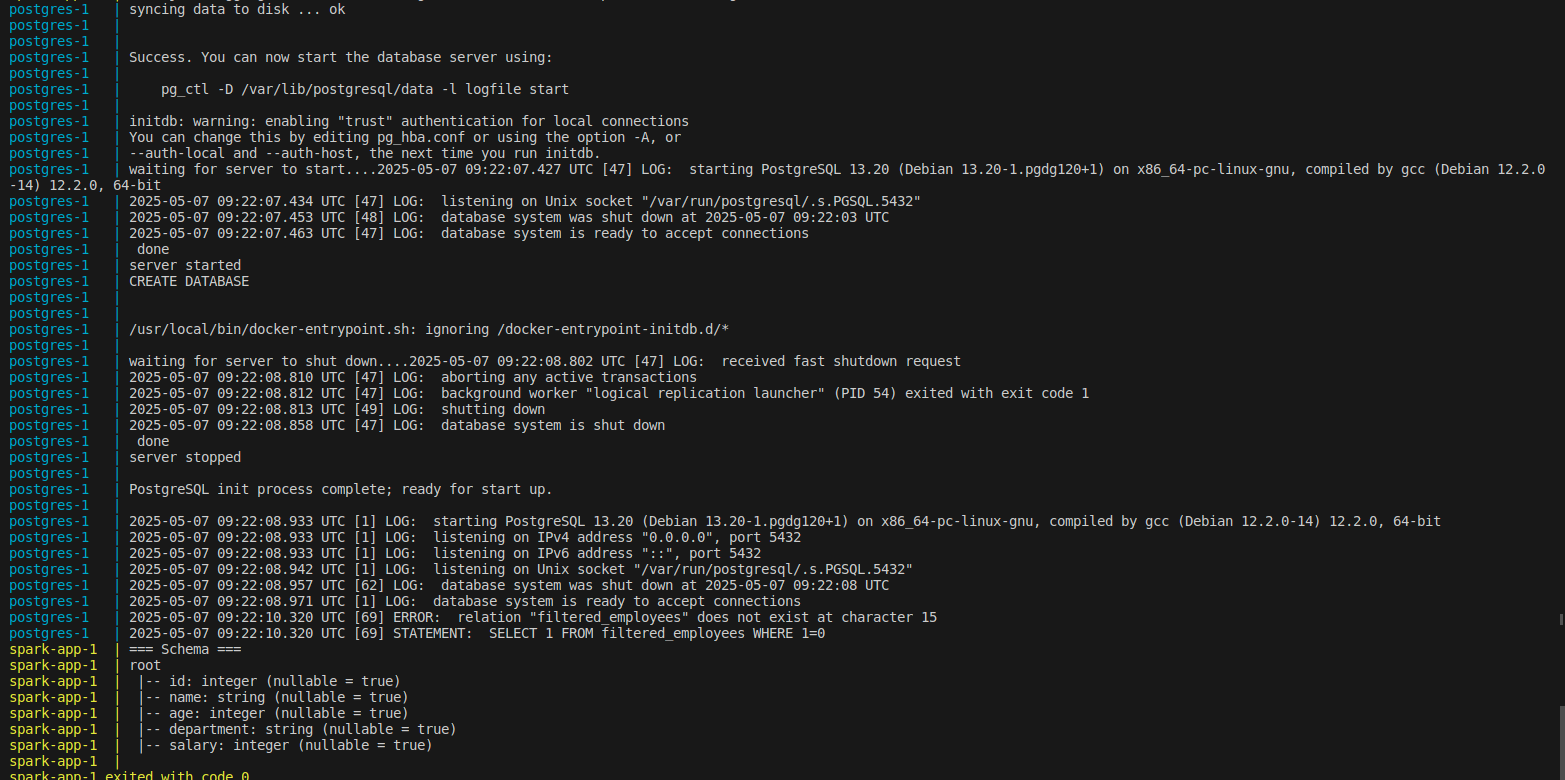 postgres-1   | syncing data to disk ... ok
postgres-1   |
postgres-1   |
postgres-1   | Success. You can now start the database server using:
postgres-1   |
postgres-1   |     pg_ctl -D /var/lib/postgresql/data -l logfile start
postgres-1   |
postgres-1   | initdb: warning: enabling "trust" authentication for local connections
postgres-1   | You can change this by editing pg_hba.conf or using the option -A, or
postgres-1   | --auth-local and --auth-host, the next time you run initdb.
postgres-1   | waiting for server to start....2025-05-07 09:22:07.427 UTC [47] LOG:  starting PostgreSQL 13.20 (Debian 13.20-1.pgdg120+1) on x86_64-pc-linux-gnu, compiled by gcc (Debian 12.2.0
-14) 12.2.0, 64-bit
postgres-1   | 2025-05-07 09:22:07.434 UTC [47] LOG:  listening on Unix socket "/var/run/postgresql/.s.PGSQL.5432"
postgres-1   | 2025-05-07 09:22:07.453 UTC [48] LOG:  database system was shut down at 2025-05-07 09:22:03 UTC
postgres-1   | 2025-05-07 09:22:07.463 UTC [47] LOG:  database system is ready to accept connections
postgres-1   |  done
postgres-1   | server started
postgres-1   | CREATE DATABASE
postgres-1   |
postgres-1   |
postgres-1   | /usr/local/bin/docker-entrypoint.sh: ignoring /docker-entrypoint-initdb.d/*
postgres-1   |
postgres-1   | waiting for server to shut down....2025-05-07 09:22:08.802 UTC [47] LOG:  received fast shutdown request
postgres-1   | 2025-05-07 09:22:08.810 UTC [47] LOG:  aborting any active transactions
postgres-1   | 2025-05-07 09:22:08.812 UTC [47] LOG:  background worker "logical replication launcher" (PID 54) exited with exit code 1
postgres-1   | 2025-05-07 09:22:08.813 UTC [49] LOG:  shutting down
postgres-1   | 2025-05-07 09:22:08.858 UTC [47] LOG:  database system is shut down
postgres-1   |  done
postgres-1   | server stopped
postgres-1   |
postgres-1   | PostgreSQL init process complete; ready for start up.
postgres-1   |
postgres-1   | 2025-05-07 09:22:08.933 UTC [1] LOG:  starting PostgreSQL 13.20 (Debian 13.20-1.pgdg120+1) on x86_64-pc-linux-gnu, compiled by gcc (Debian 12.2.0-14) 12.2.0, 64-bit
postgres-1   | 2025-05-07 09:22:08.933 UTC [1] LOG:  listening on IPv4 address "0.0.0.0", port 5432
postgres-1   | 2025-05-07 09:22:08.933 UTC [1] LOG:  listening on IPv6 address "::", port 5432
postgres-1   | 2025-05-07 09:22:08.942 UTC [1] LOG:  listening on Unix socket "/var/run/postgresql/.s.PGSQL.5432"
postgres-1   | 2025-05-07 09:22:08.957 UTC [62] LOG:  database system was shut down at 2025-05-07 09:22:08 UTC
postgres-1   | 2025-05-07 09:22:08.971 UTC [1] LOG:  database system is ready to accept connections
postgres-1   | 2025-05-07 09:22:10.320 UTC [69] ERROR:  relation "filtered_employees" does not exist at character 15
postgres-1   | 2025-05-07 09:22:10.320 UTC [69] STATEMENT:  SELECT 1 FROM filtered_employees WHERE 1=0
spark-app-1  | === Schema ===
spark-app-1  | root
spark-app-1  |  |-- id: integer (nullable = true)
spark-app-1  |  |-- name: string (nullable = true)
spark-app-1  |  |-- age: integer (nullable = true)
spark-app-1  |  |-- department: string (nullable = true)
spark-app-1  |  |-- salary: integer (nullable = true)
spark-app-1  |
spark-app-1 exited with code 0